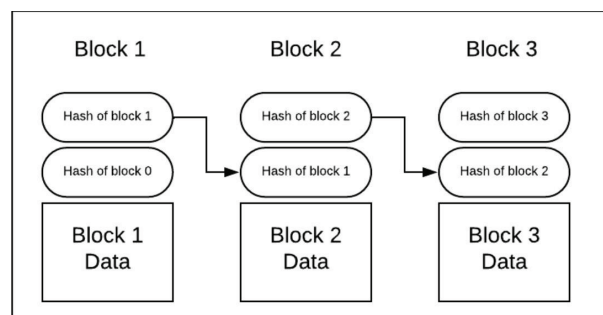 Block 1
Block 2
Block 3
Hash of block 1
Hash of block 2
Hash of block 3
Hash of block 0
Hash of block 1
Hash of block 2
Block 1
Data
Block 2
Data
Block 3
Data